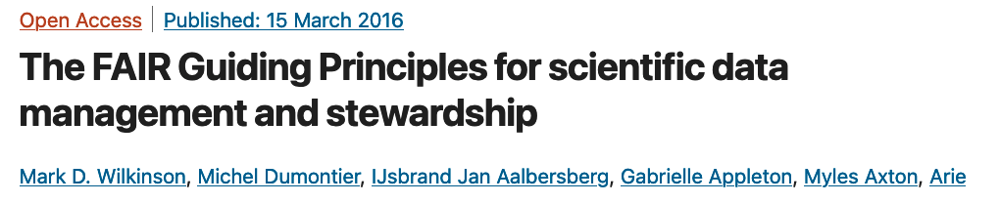 Open Access | Published: 15 March 2016
The FAIR Guiding Principles for scientific data
management and stewardship
Mark D. Wilkinson, Michel Dumontier, IJsbrand Jan Aalbersberg, Gabrielle Appleton, Myles Axton, Arie